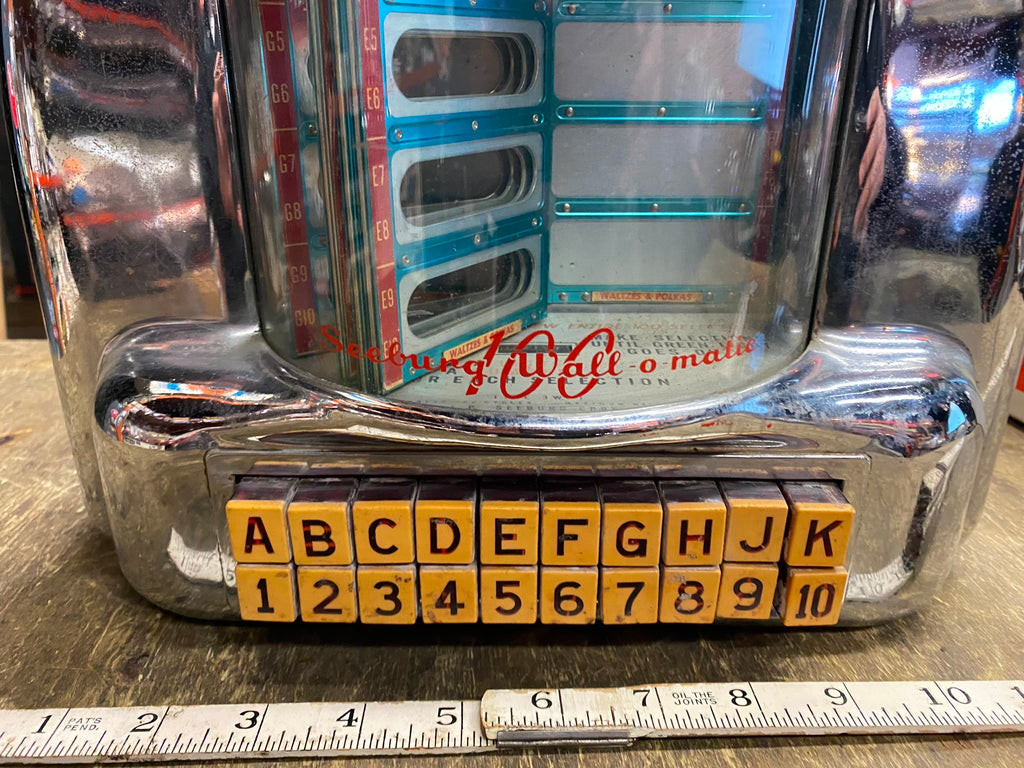 G5 E5
G6 E6
G7 E7
G8 E8
G9 E9
G10 E10
WALTZES & POLKAS
WALTZES &
Seeburg 100 Wall-o-matic
SELECTION
A B C D E F G H J K
1 2 3 4 5 6 7 8 9 10
1 PAT'S PEND. 2 3 4 5 6 7 OIL THE JOINTS 8 9 10